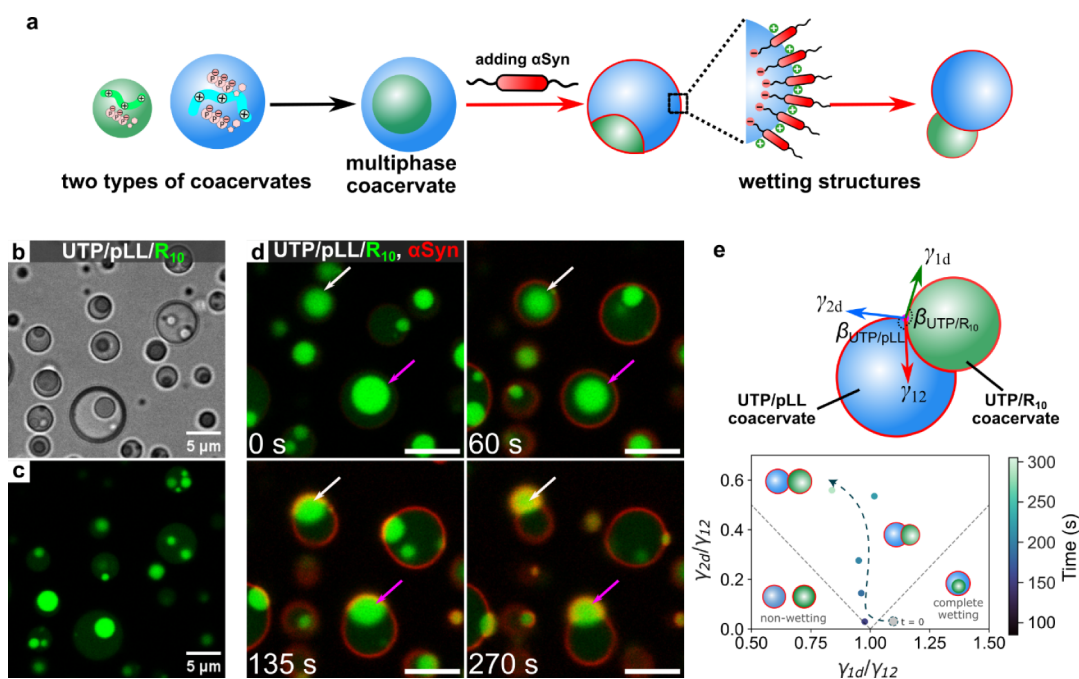 a
adding αSyn
two types of coacervates
multiphase
coacervate
wetting structures
b
UTP/pLL/R₁₀
5 μm
c
5 μm
d
UTP/pLL/R₁₀, αSyn
0 s
60 s
135 s
270 s
e
γ1d
γ2d
βUTP/pLL
βUTP/R₁₀
γ12
UTP/pLL
coacervate
UTP/R₁₀
coacervate
γ2d/γ12
0.6
0.4
0.2
0.0
non-wetting
t = 0
complete
wetting
0.50
0.75
1.00
1.25
1.50
γ1d/γ12
300
250
200
150
100
Time (s)